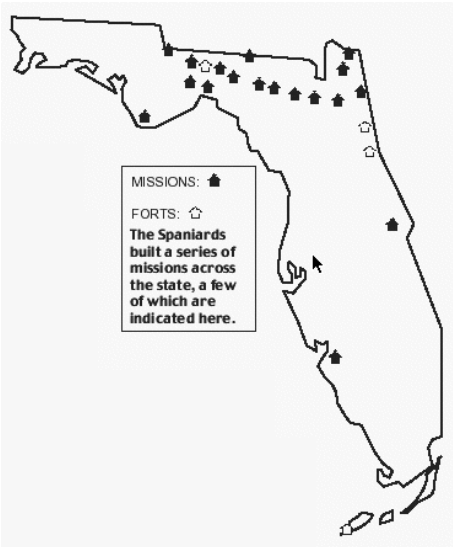 MISSIONS:
FORTS:
The Spaniards
built a series of
missions across
the state, a few
of which are
indicated here.